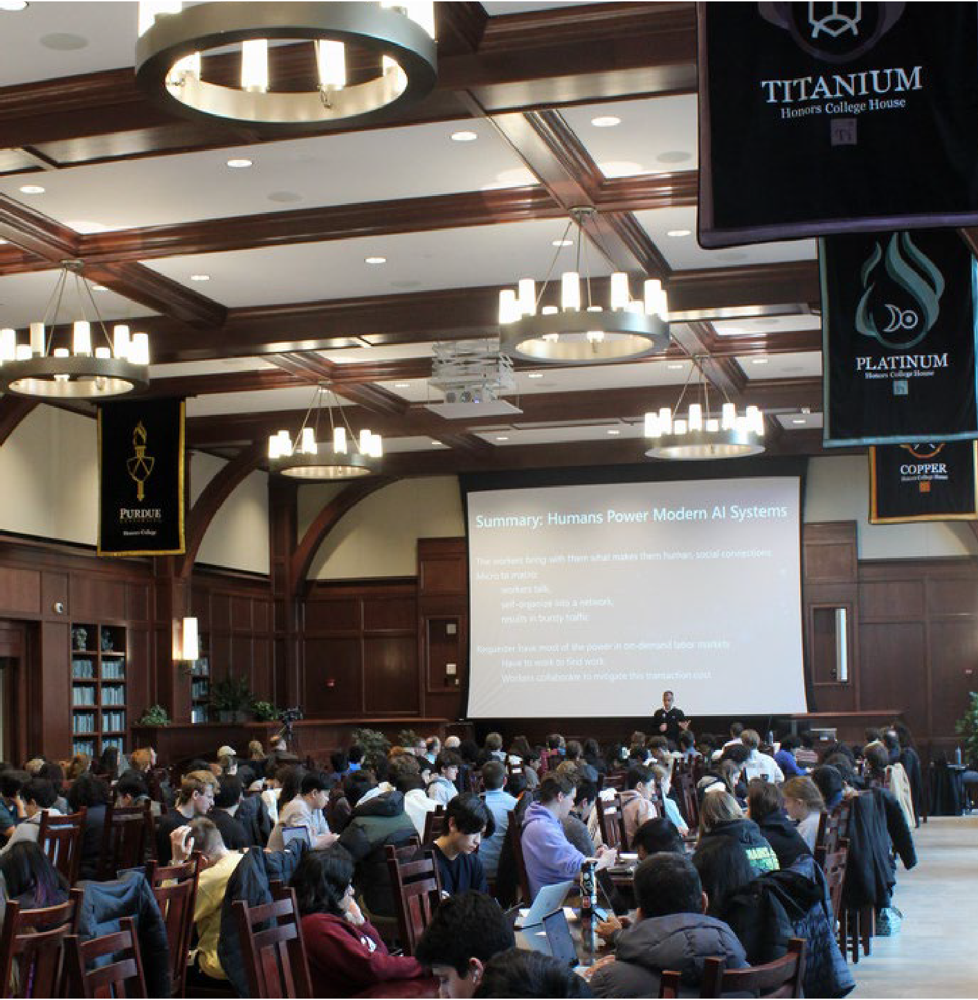 TITANIUM
Honors College House
PLATINUM
Honors College House
COPPER
Honors College House
PURDUE
Honors College
Summary: Humans Power Modern AI Systems
The workers bring with them what makes them human, social connections
Micro to macro:
workers talk,
self-organize into a network,
results in bursty traffic
Requester have most of the power in on-demand labor markets
Have to work to find work
Workers collaborate to mitigate this transaction cost